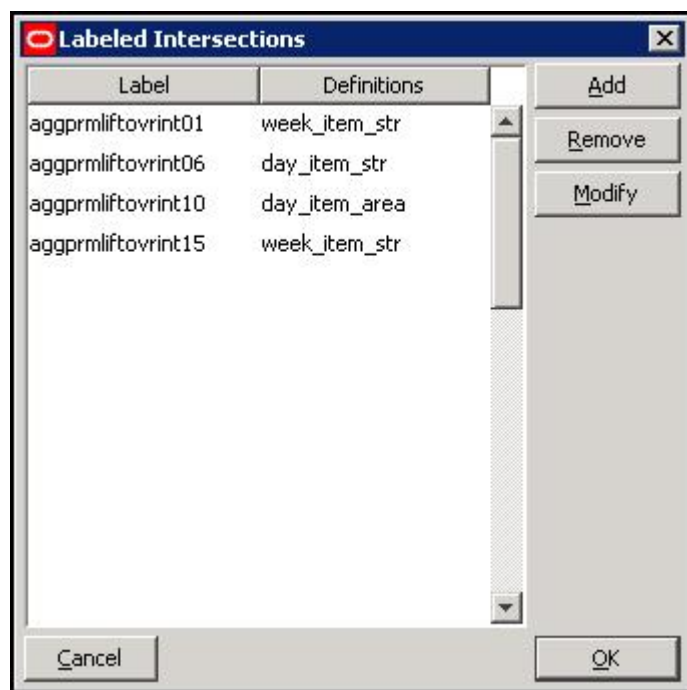 Labeled Intersections
Label Definitions Add
aggprmliftovrint01 week_item_str
Remove
aggprmliftovrint06 day_item_str
Modify
aggprmliftovrint10 day_item_area
aggprmliftovrint15 week_item_str
Cancel OK